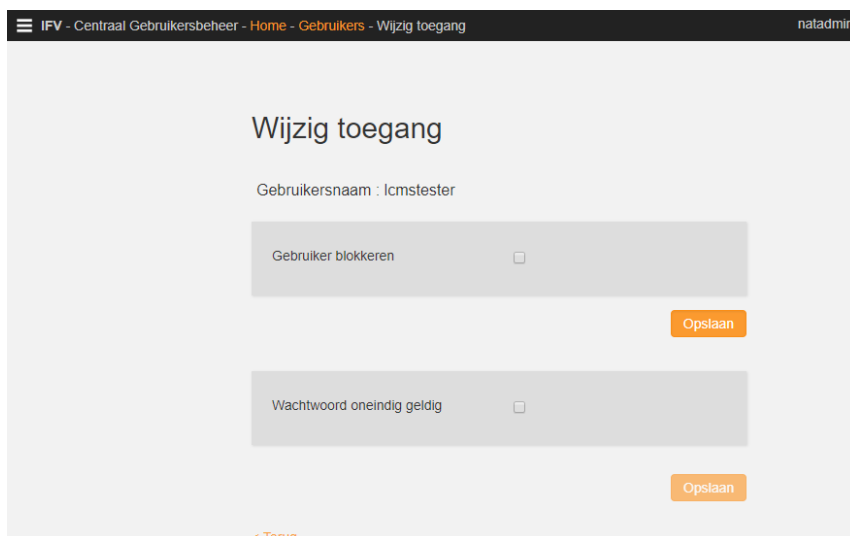 IFV - Centraal Gebruikersbeheer - Home - Gebruikers - Wijzig toegang
natadmin
Wijzig toegang
Gebruikersnaam : lcmstester
Gebruiker blokkeren
Opslaan
Wachtwoord oneindig geldig
Opslaan
< Terug